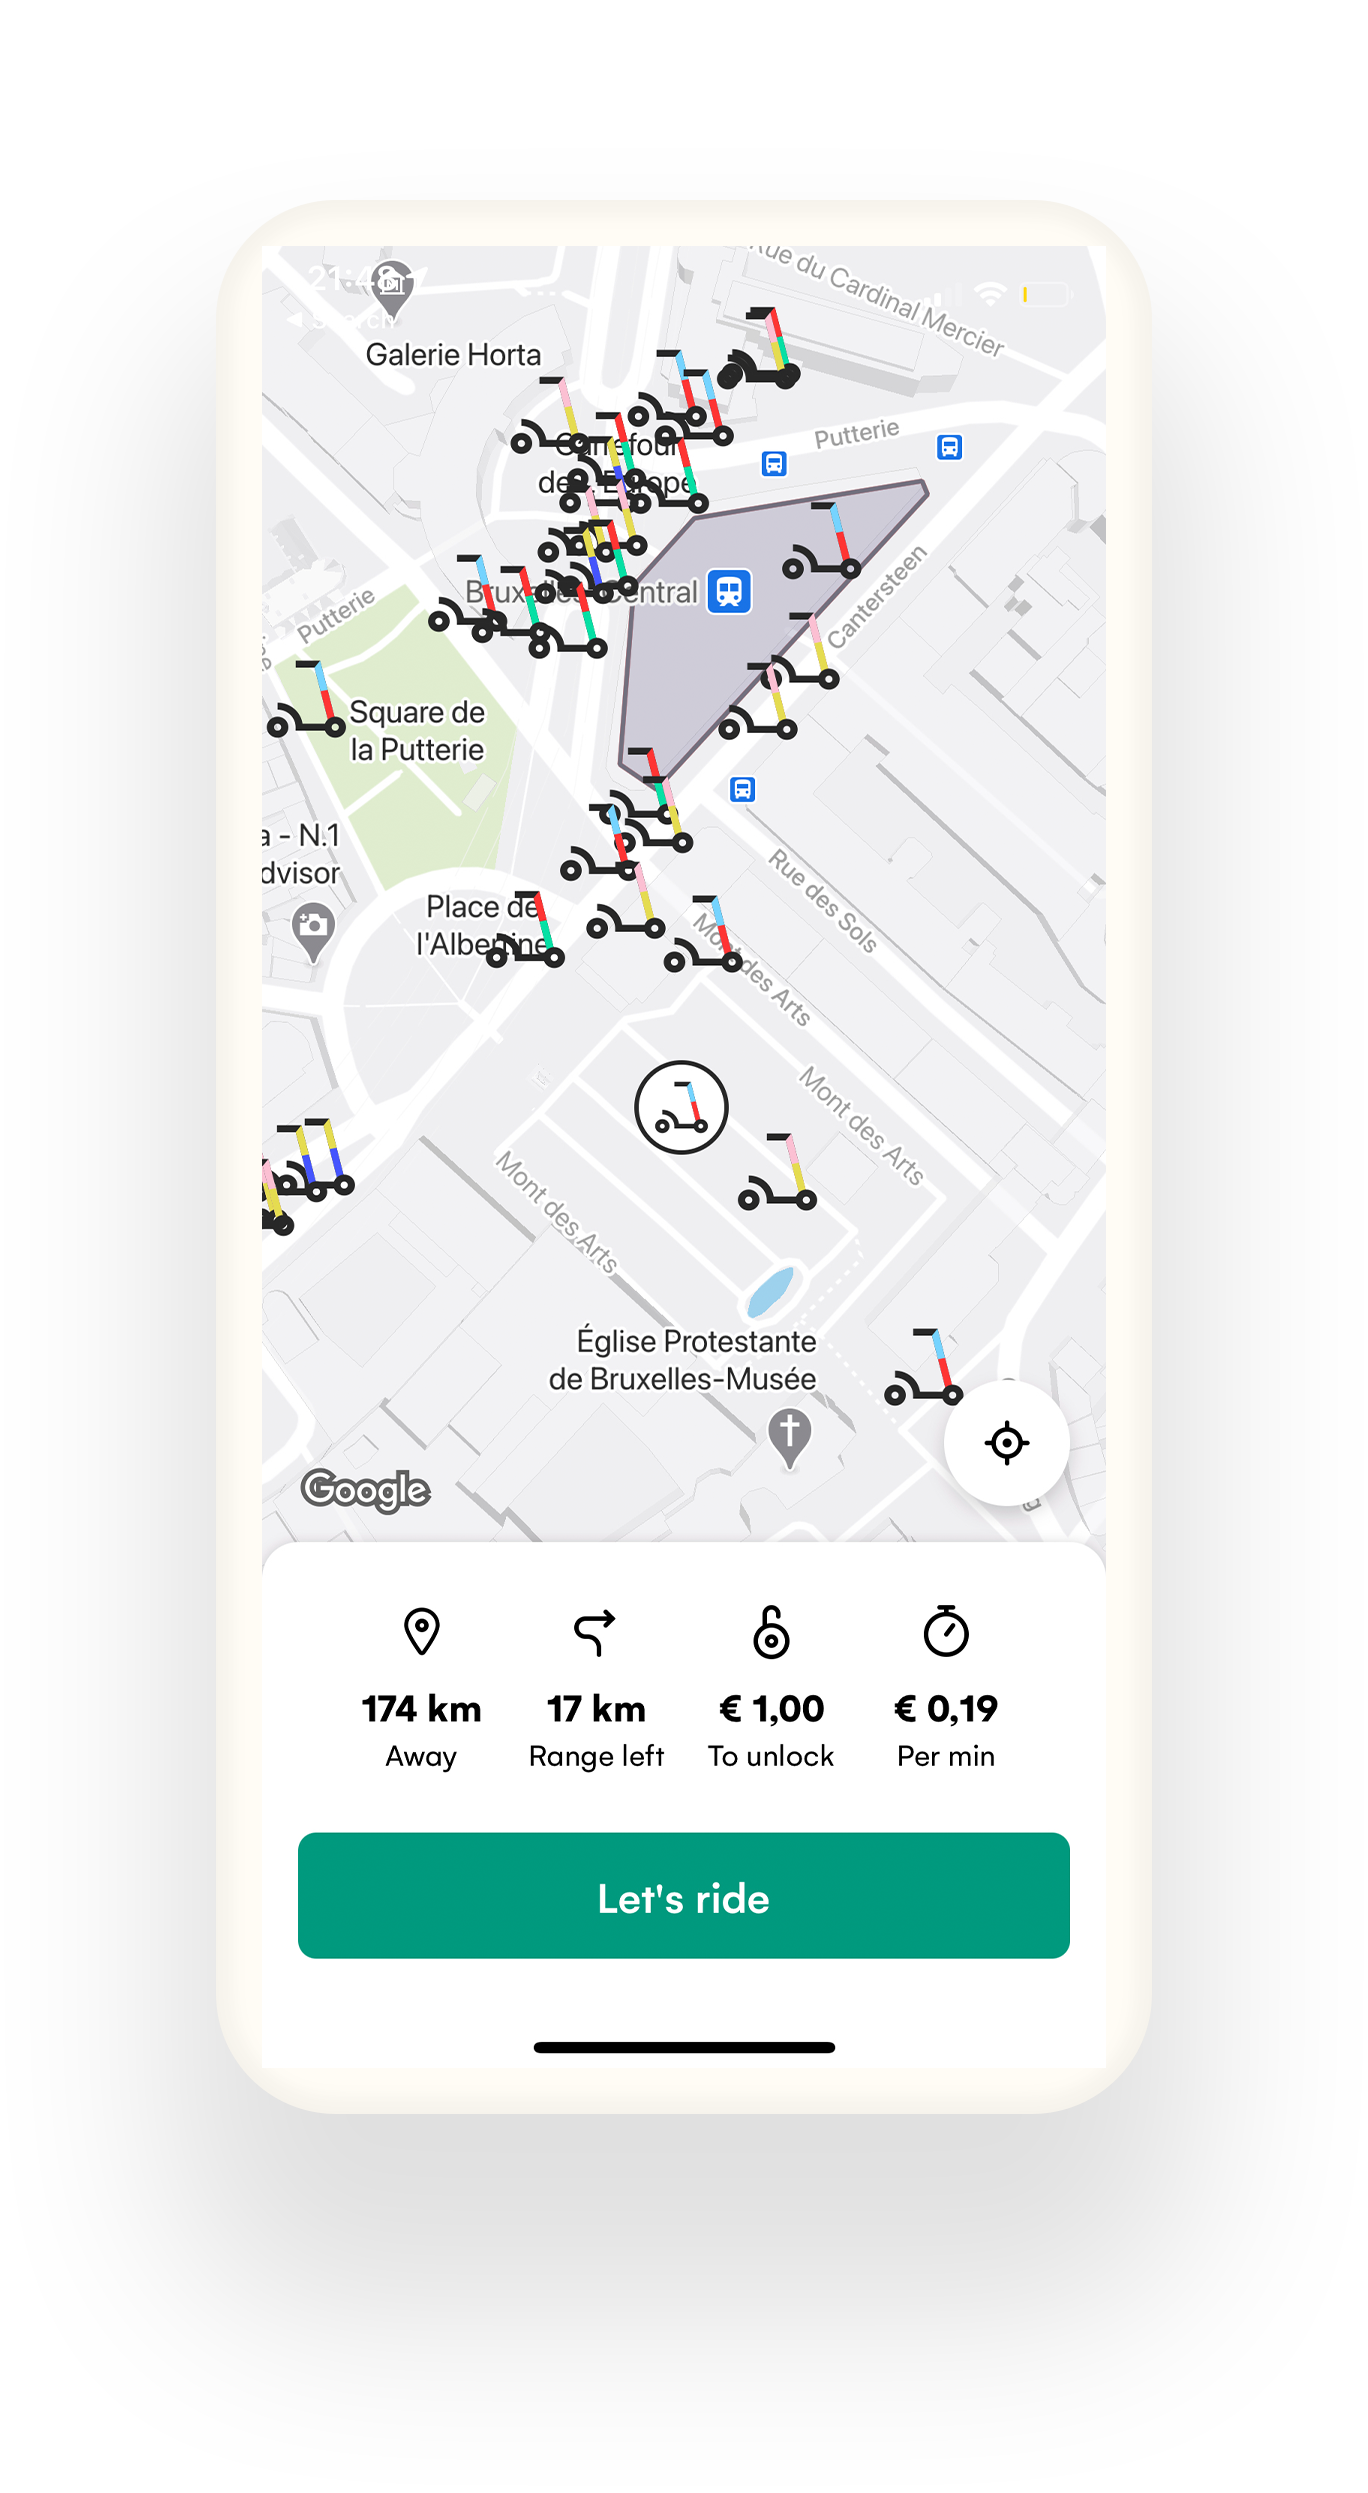 21:48
Search
Rue du Cardinal Mercier
Galerie Horta
Putterie
Carrefour
de l'Europe
Cantersteen
Bruxelles-Central
Putterie
Square de
la Putterie
a - N.1
dvisor
Rue des Sols
Place de
l'Albertine
Mont des Arts
Mont des Arts
Mont des Arts
Église Protestante
de Bruxelles-Musée
Google
174 km
17 km
€ 1,00
€ 0,19
Away
Range left
To unlock
Per min
Let's ride